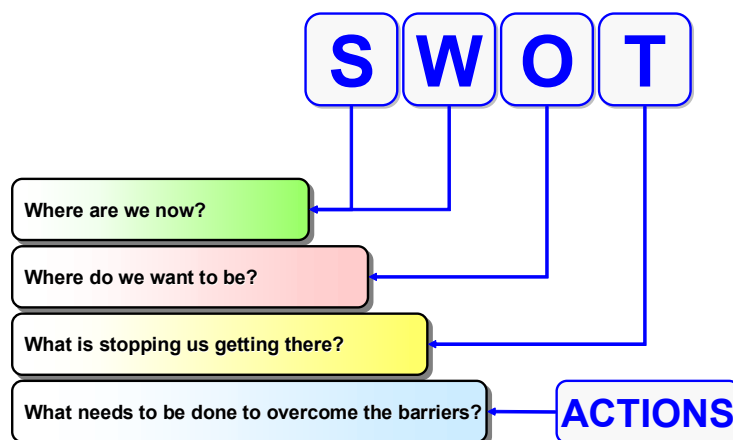 S W O T
Where are we now?
Where do we want to be?
What is stopping us getting there?
What needs to be done to overcome the barriers?
ACTIONS